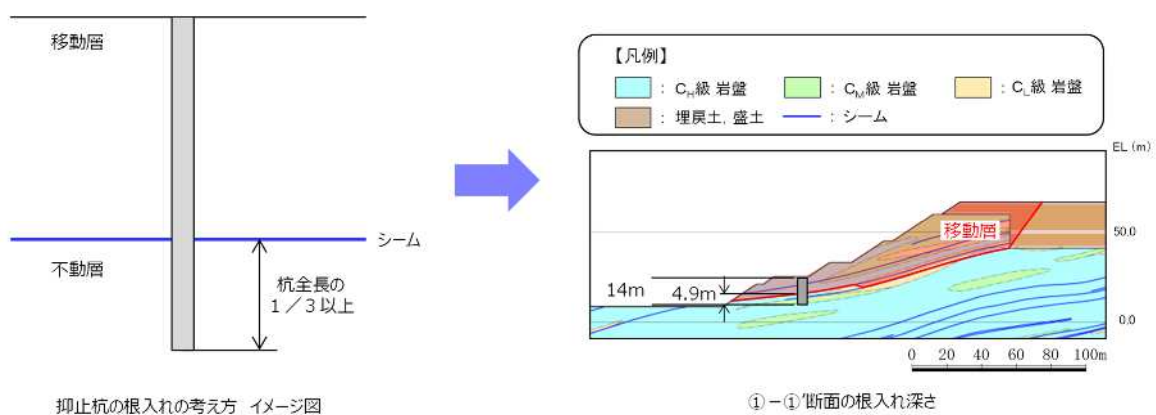 移動層
シーム
不動層
杭全長の
1／3以上
抑止杭の根入れの考え方 イメージ図
【凡例】
：CH級 岩盤 ：CM級 岩盤 ：CL級 岩盤
：埋戻土，盛土 ：シーム
EL（m）
移動層
50.0
14m 4.9m
0.0
0 20 40 60 80 100m
①－①'断面の根入れ深さ